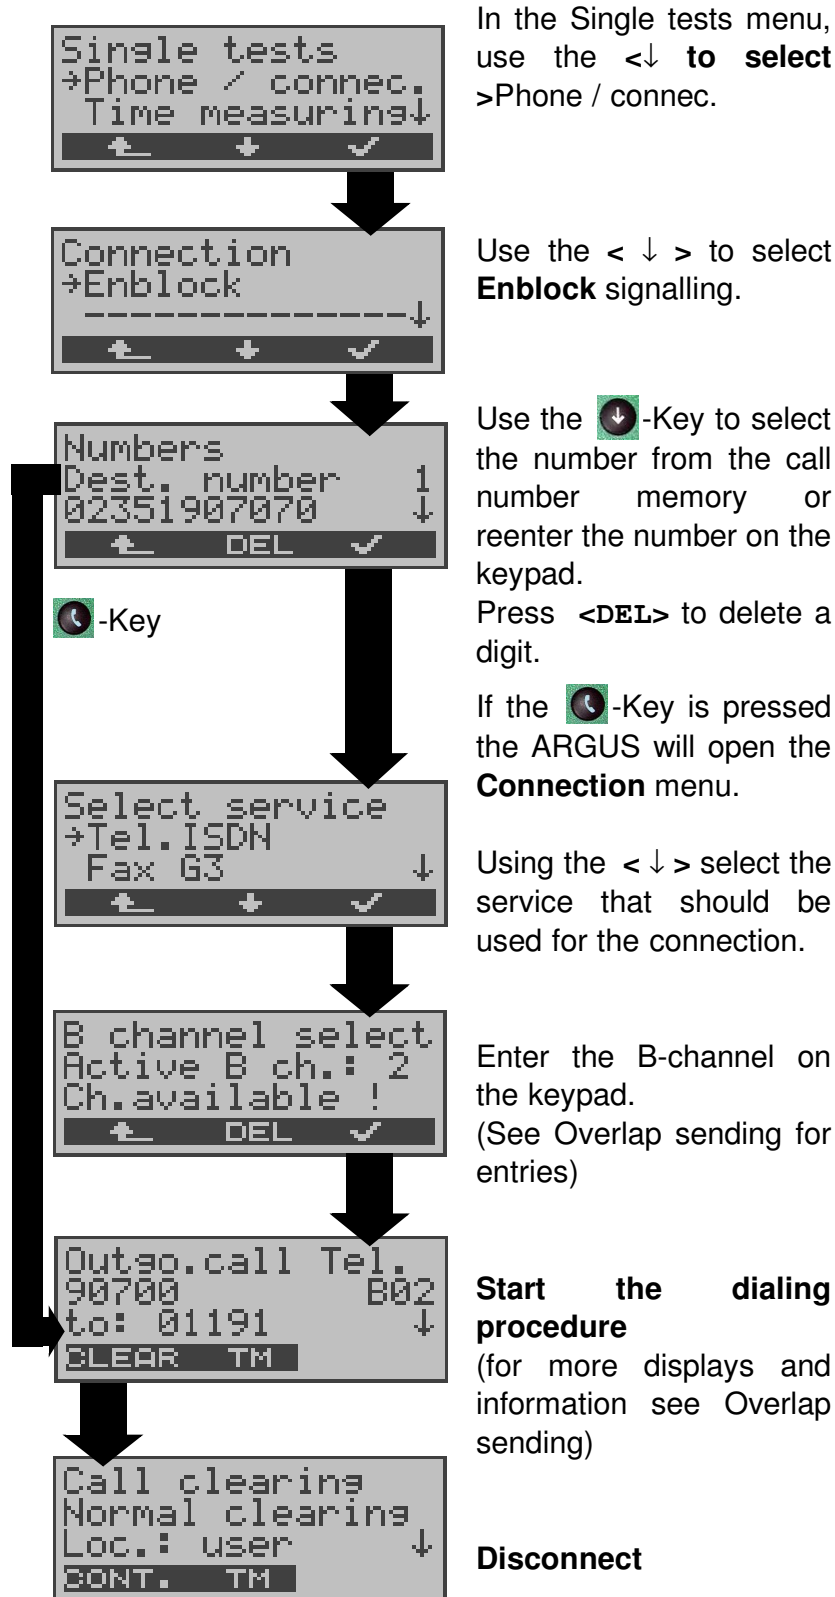 Single tests
→Phone / connec.
Time measuring↓
In the Single tests menu,
use the <↓ to select
>Phone / connec.
Connection
→Enblock
---------------↓
Use the < ↓ > to select
Enblock signalling.
Numbers
Dest. number 1
02351907070 ↓
DEL
-Key
Use the -Key to select
the number from the call
number memory or
reenter the number on the
keypad.
Press <DEL> to delete a
digit.
If the -Key is pressed
the ARGUS will open the
Connection menu.
Select service
→Tel.ISDN
Fax G3 ↓
Using the < ↓ > select the
service that should be
used for the connection.
B channel select
Active B ch.: 2
Ch.available !
DEL
Enter the B-channel on
the keypad.
(See Overlap sending for
entries)
Outgo.call Tel.
90700 B02
to: 01191 ↓
CLEAR TM
Start the dialing
procedure
(for more displays and
information see Overlap
sending)
Call clearing
Normal clearing
Loc.: user ↓
CONT. TM
Disconnect